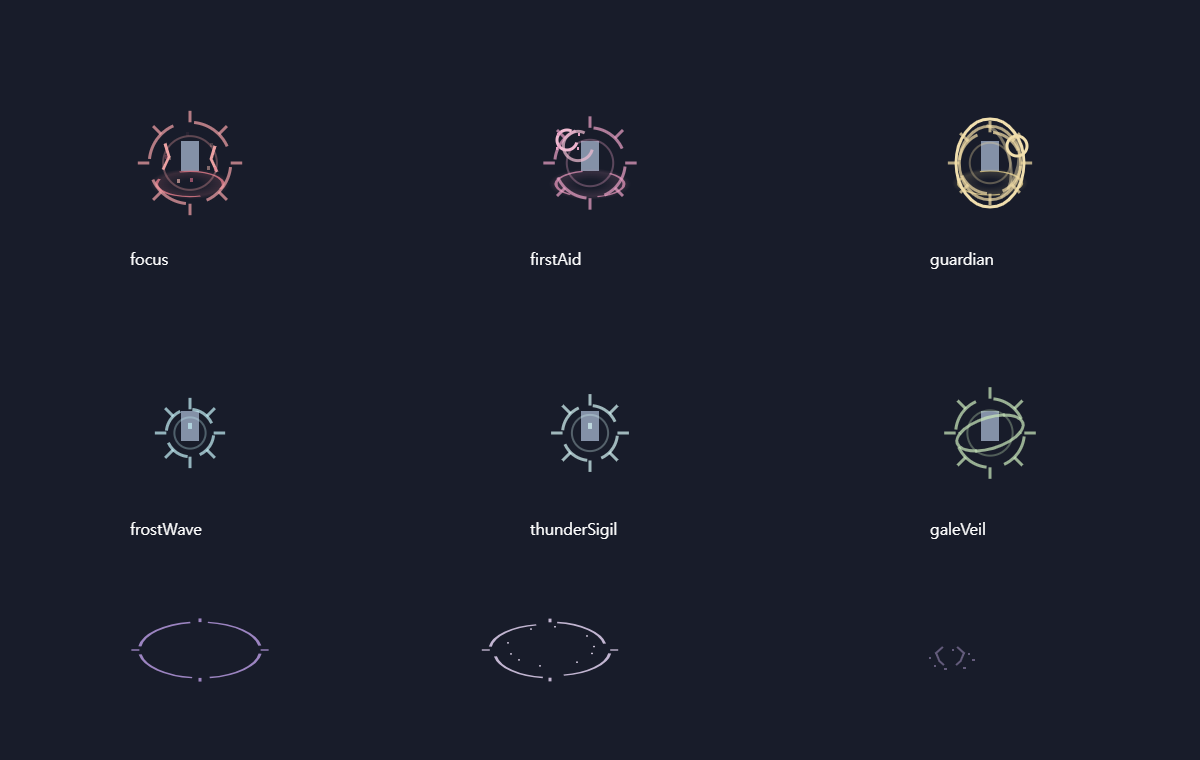 focus
firstAid
guardian
frostWave
thunderSigil
galeVeil